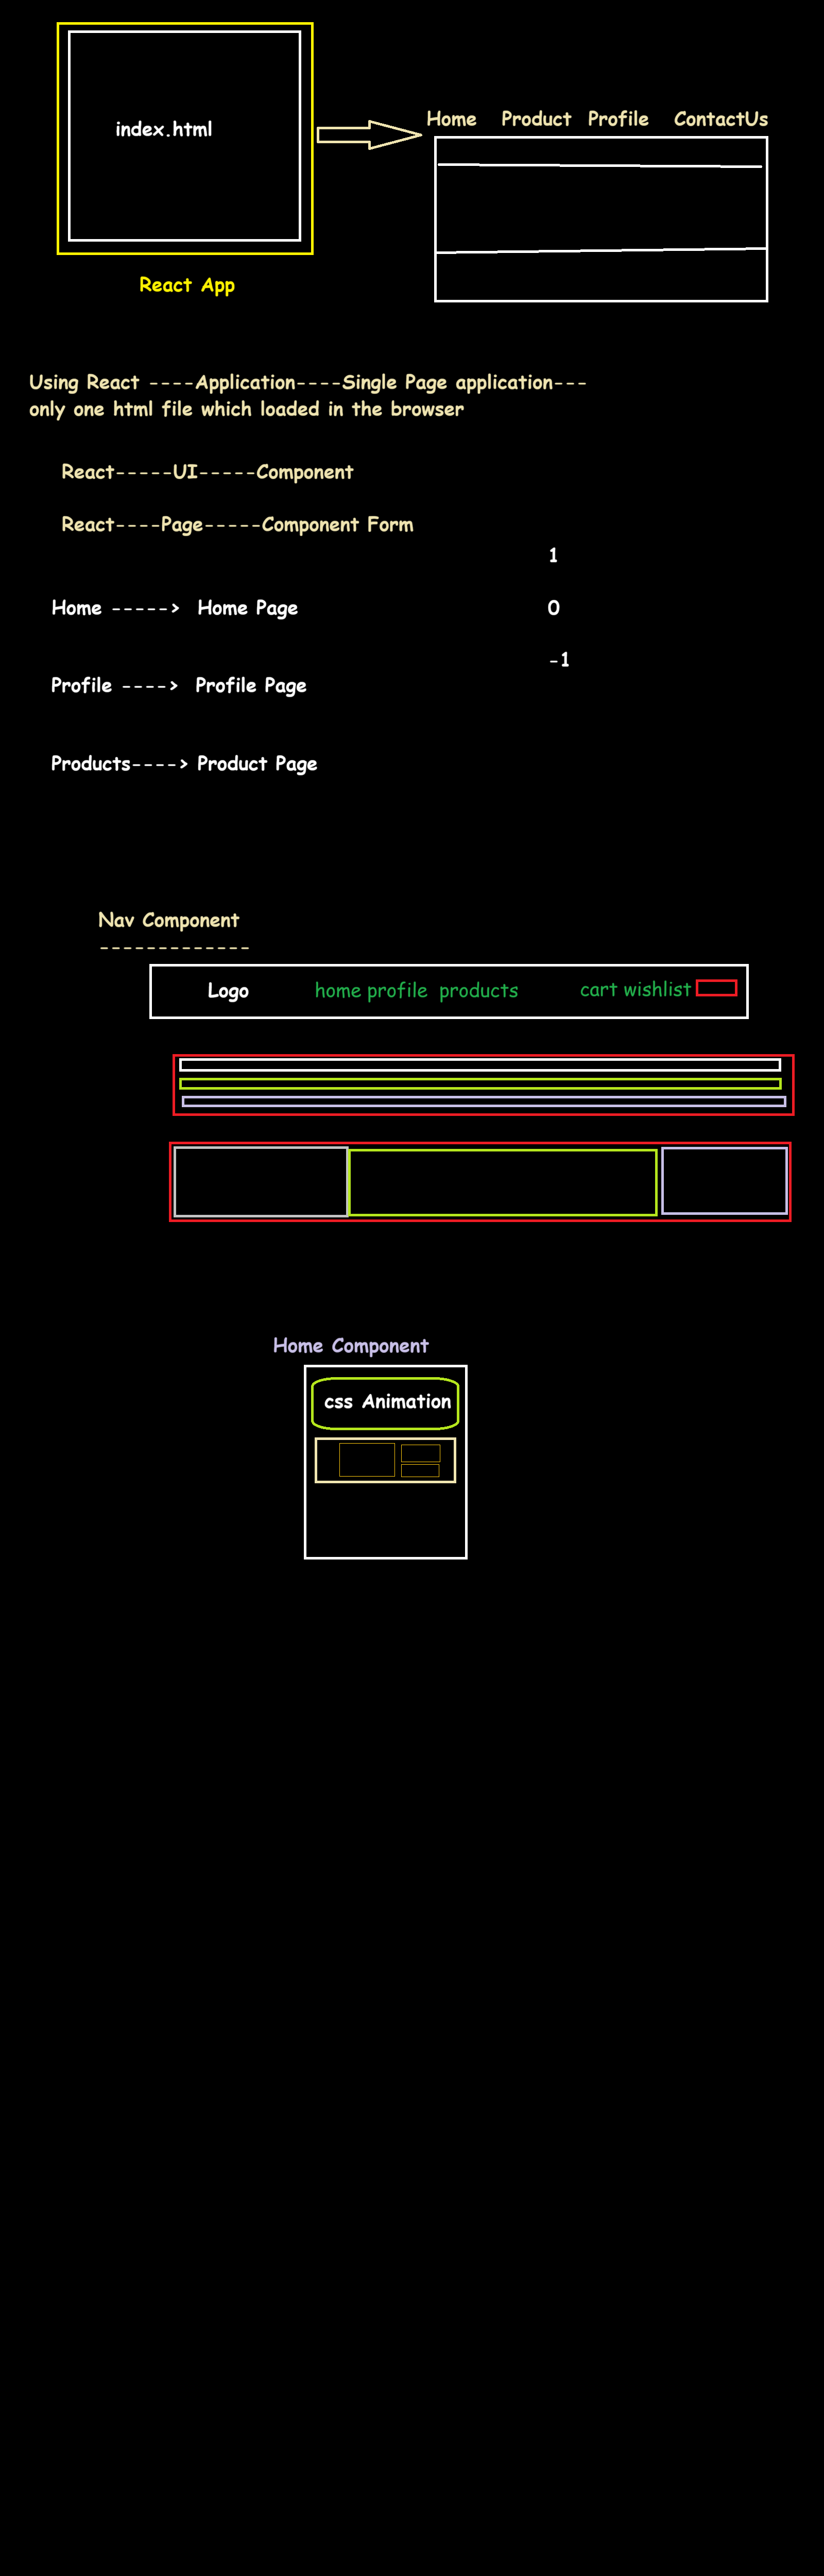 index.html
Home Product Profile ContactUs
React App
Using React ----Application----Single Page application---
only one html file which loaded in the browser
React-----UI-----Component
React----Page-----Component Form
1
Home -----> Home Page
0
-1
Profile ----> Profile Page
Products----> Product Page
Nav Component
-------------
Logo home profile products cart wishlist
Home Component
css Animation